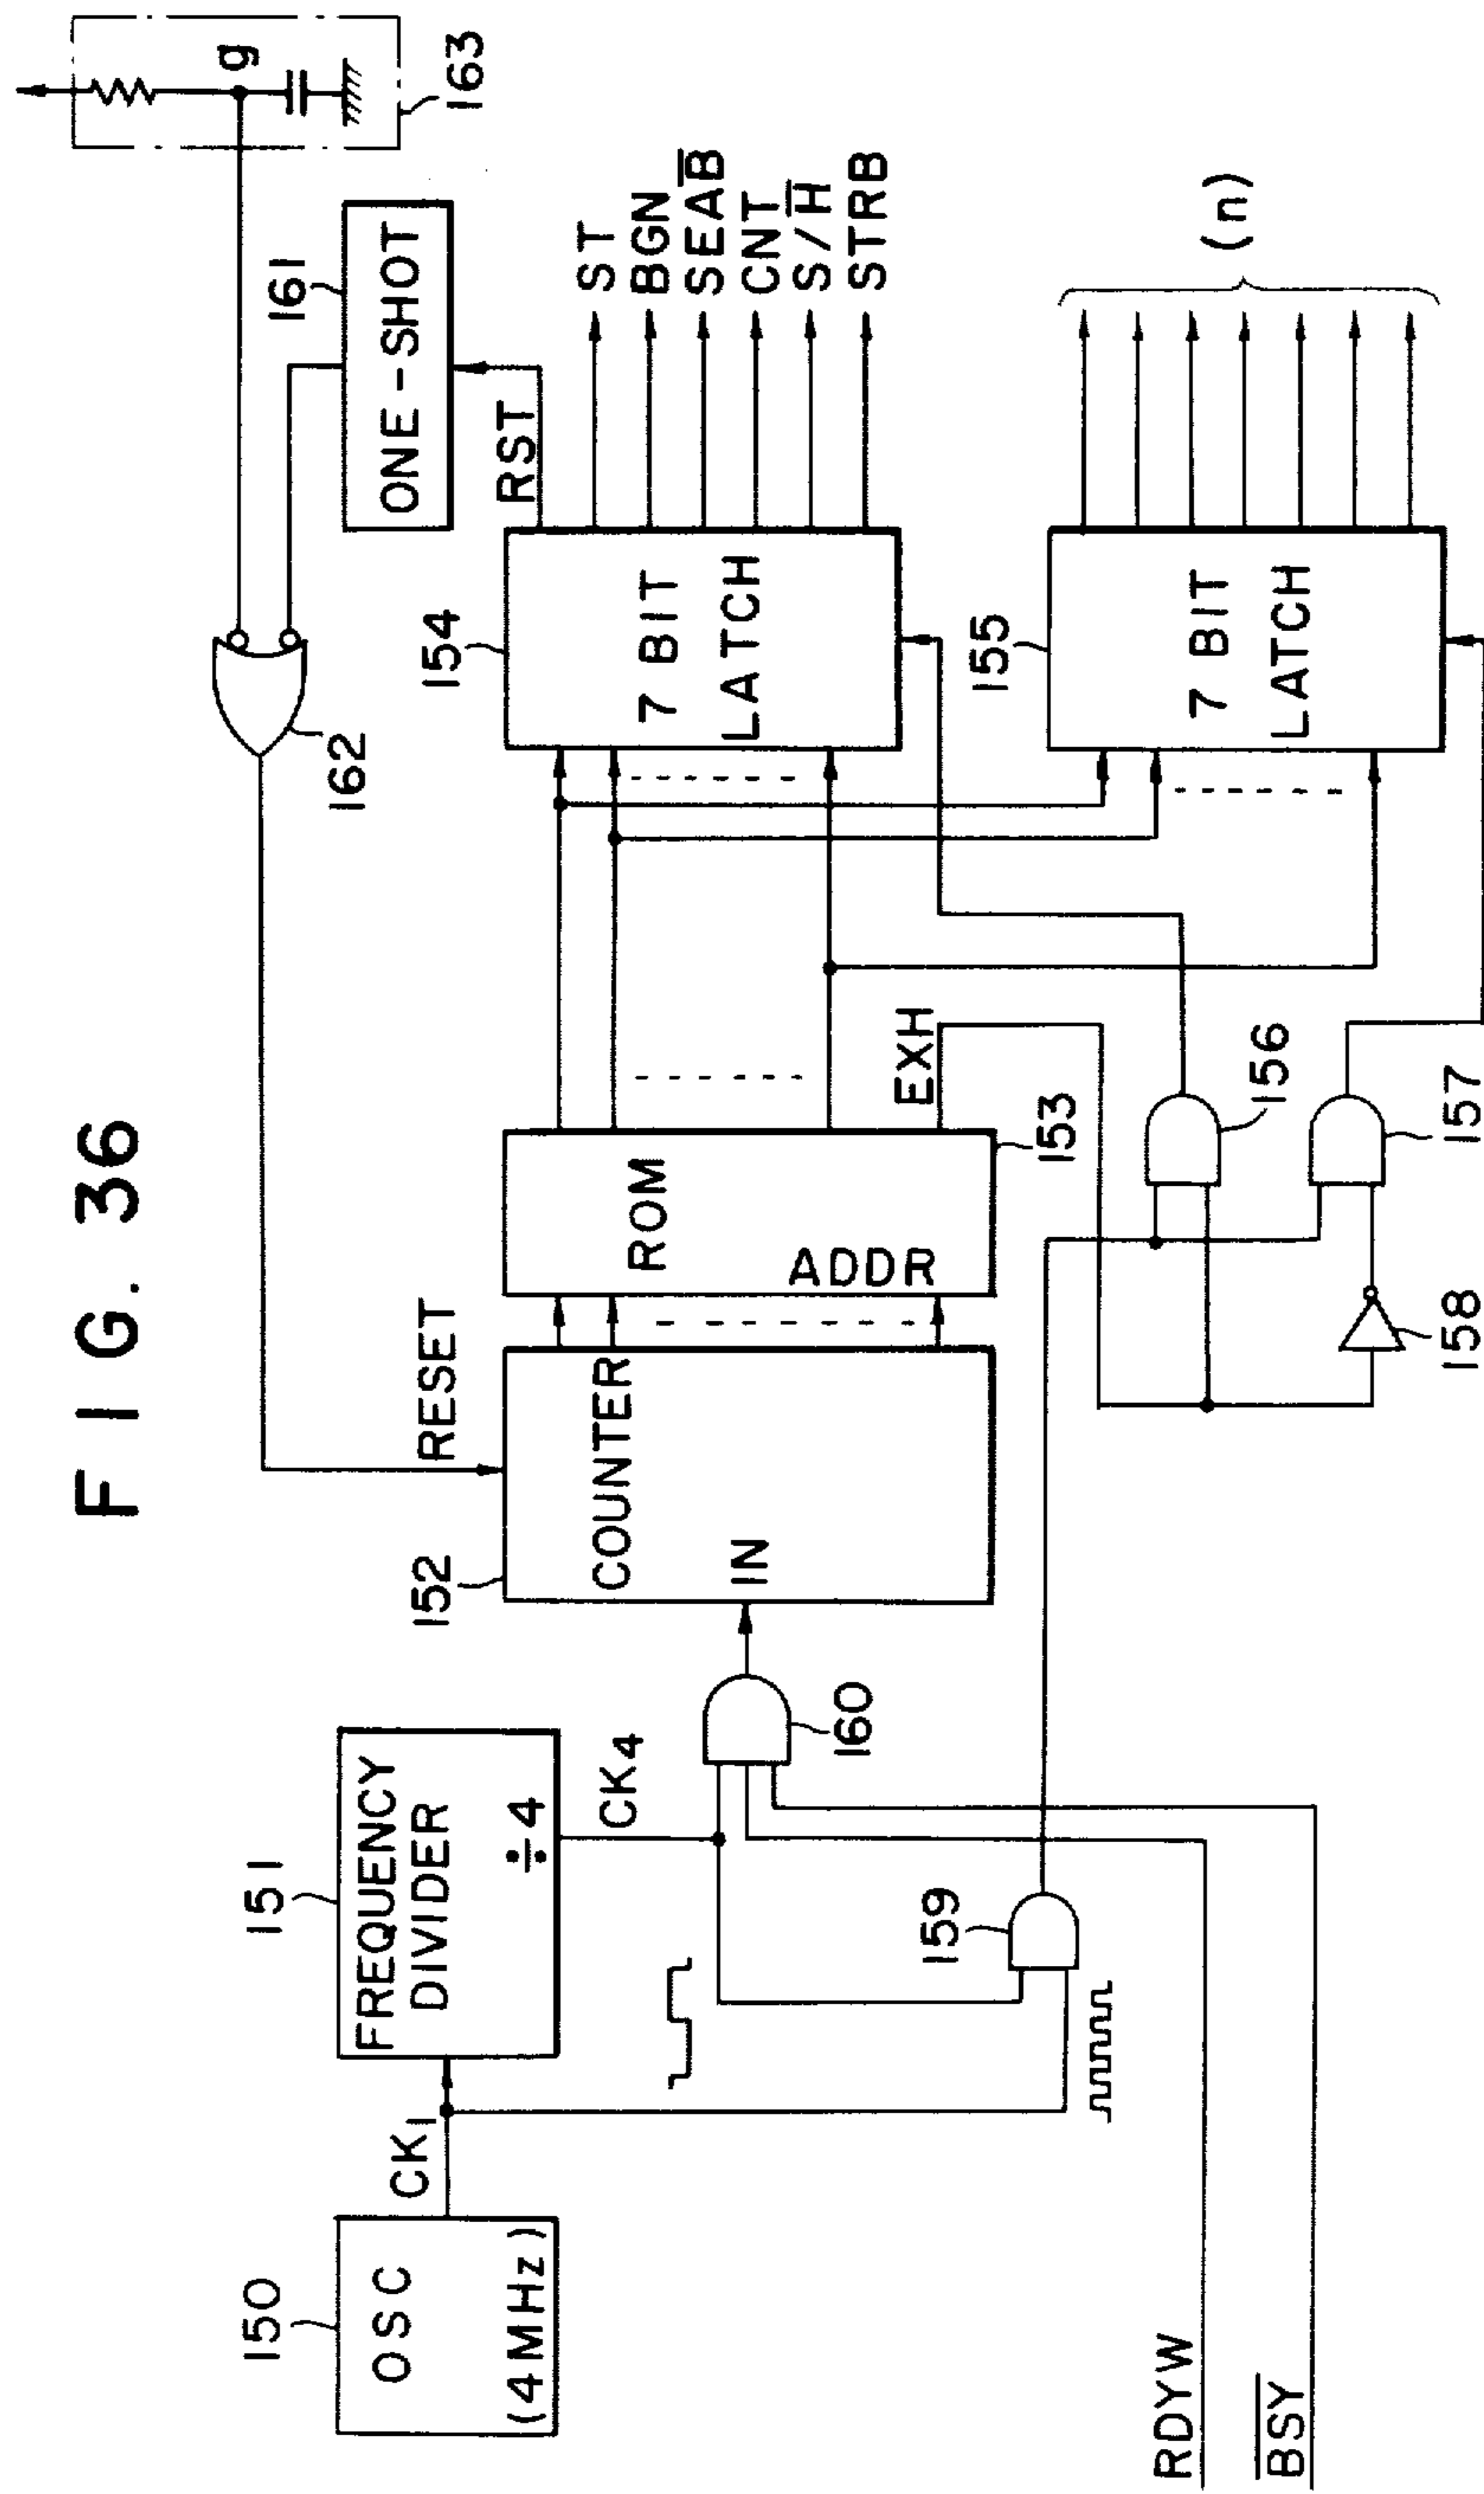 FIG. 36
150
OSC
(4MHz)
CK1
151
FREQUENCY
DIVIDER
÷4
CK4
160
159
RDYW
B̅S̅Y̅
152
COUNTER
IN
RESET
ROM
ADDR
153
EXH
158
156
157
162
154
7 BIT
LATCH
155
7 BIT
LATCH
RST
161
ONE-SHOT
g
163
ST
BGN
SEAB̅
CNT
S/H̅
STRB
(n)